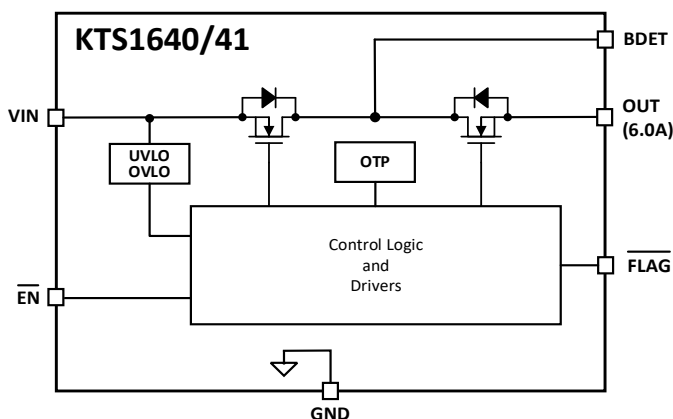 KTS1640/41
BDET
VIN
OUT
(6.0A)
UVLO
OVLO
OTP
Control Logic
and
Drivers
FLAG
EN
GND